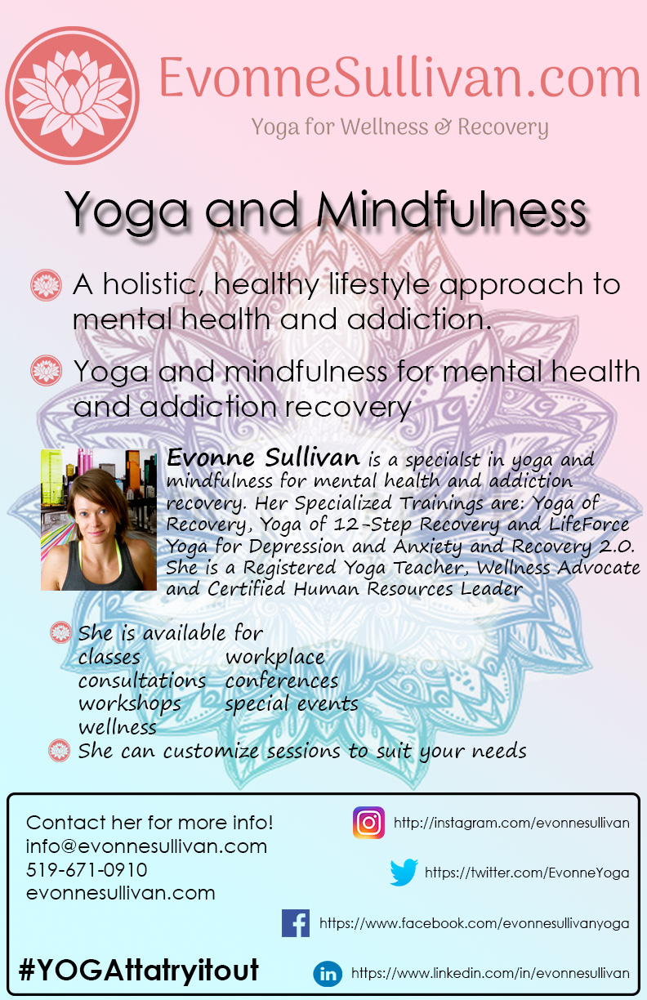 EvonneSullivan.com
Yoga for Wellness & Recovery
Yoga and Mindfulness
A holistic, healthy lifestyle approach to
mental health and addiction.
Yoga and mindfulness for mental health
and addiction recovery
Evonne Sullivan is a specialst in yoga and
mindfulness for mental health and addiction
recovery. Her Specialized Trainings are: Yoga of
Recovery, Yoga of 12-Step Recovery and LifeForce
Yoga for Depression and Anxiety and Recovery 2.0.
She is a Registered Yoga Teacher, Wellness Advocate
and Certified Human Resources Leader
She is available for
classes workplace
consultations conferences
workshops special events
wellness
She can customize sessions to suit your needs
Contact her for more info!
info@evonnesullivan.com
519-671-0910
evonnesullivan.com
#YOGAttatryitout
http://instagram.com/evonnesullivan
https://twitter.com/EvonneYoga
https://www.facebook.com/evonnesullivanyoga
https://www.linkedin.com/in/evonnesullivan